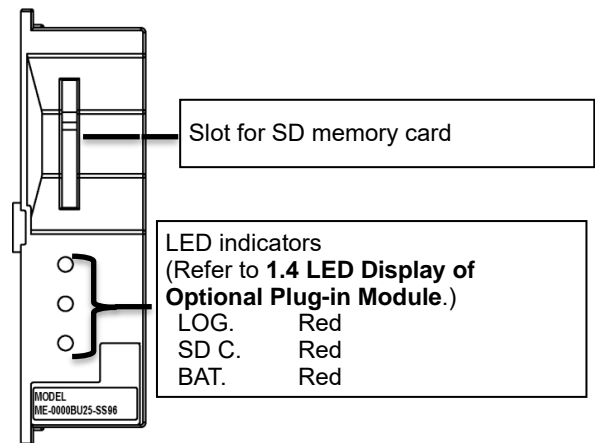 Slot for SD memory card
LED indicators
(Refer to 1.4 LED Display of
Optional Plug-in Module.)
LOG. Red
SD C. Red
BAT. Red
MODEL
ME-0000BU25-SS96